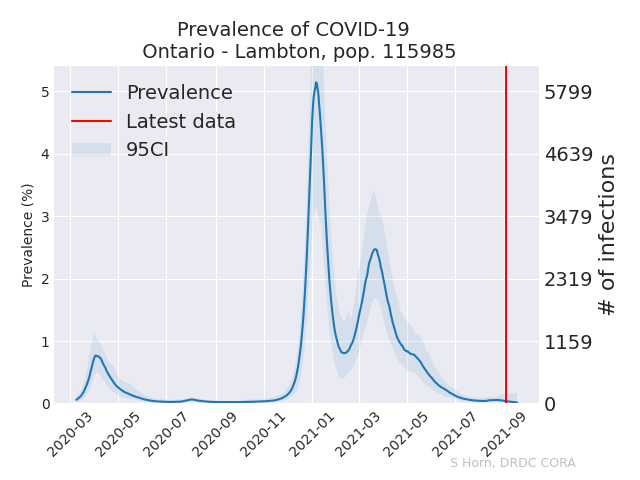 Prevalence of COVID-19
Ontario - Lambton, pop. 115985
Prevalence
Latest data
95CI
Prevalence (%)
5
4
3
2
1
0
5799
4639
3479
2319
1159
0
# of infections
2020-03
2020-05
2020-07
2020-09
2020-11
2021-01
2021-03
2021-05
2021-07
2021-09
S Horn, DRDC CORA